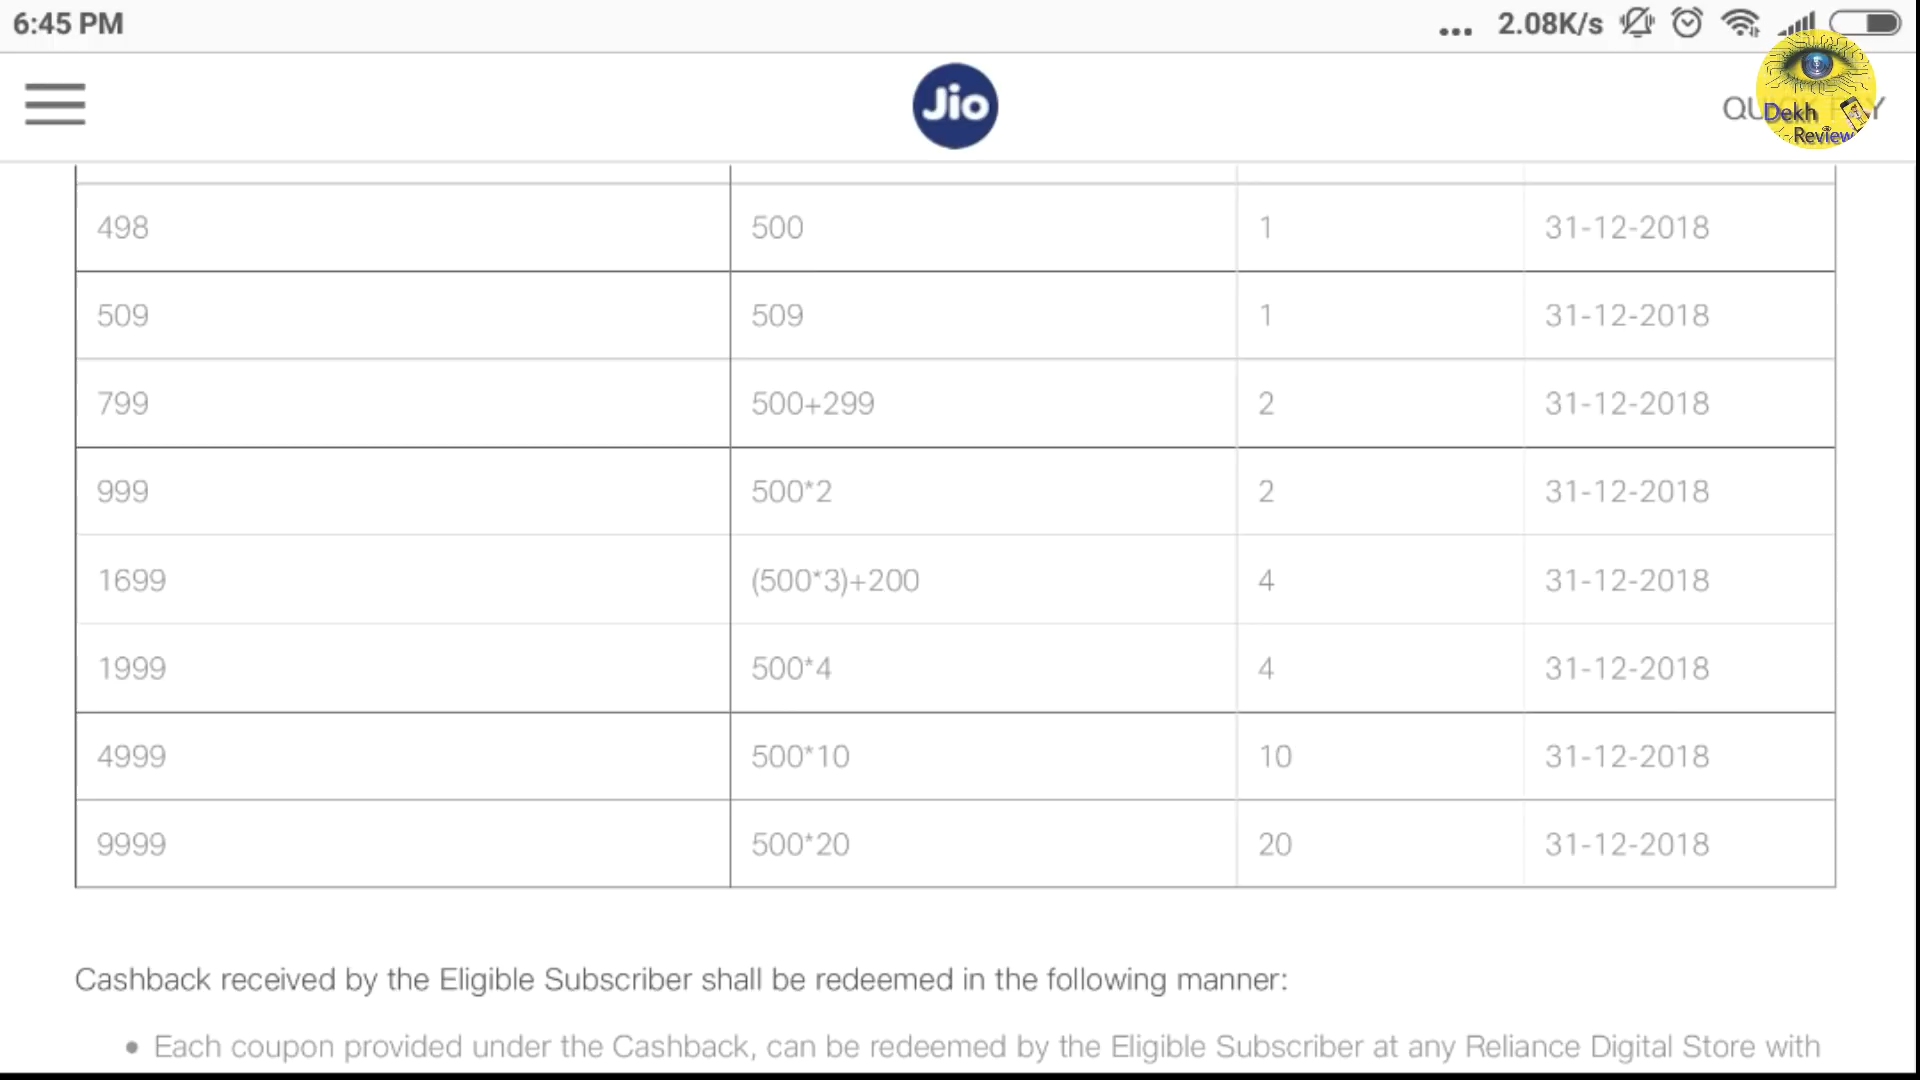 6:45 PM
... 2.08K/s
Jio
Dekh
Review
498 500 1 31-12-2018
509 509 1 31-12-2018
799 500+299 2 31-12-2018
999 500*2 2 31-12-2018
1699 (500*3)+200 4 31-12-2018
1999 500*4 4 31-12-2018
4999 500*10 10 31-12-2018
9999 500*20 20 31-12-2018
Cashback received by the Eligible Subscriber shall be redeemed in the following manner:
• Each coupon provided under the Cashback, can be redeemed by the Eligible Subscriber at any Reliance Digital Store with